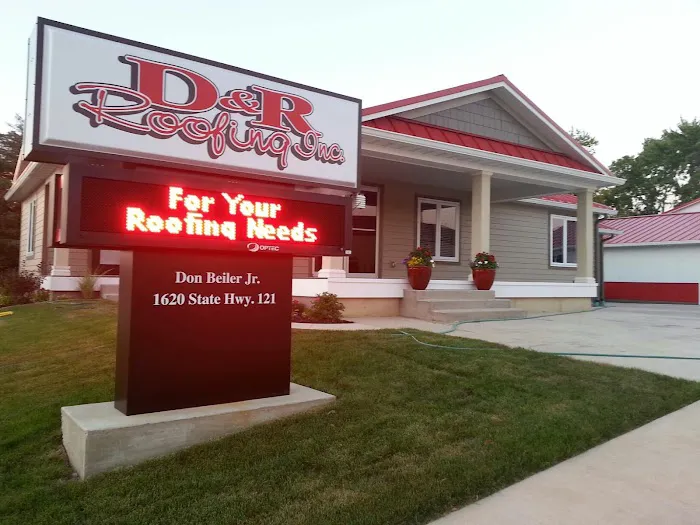 D&R
Roofing Inc.
For Your
Roofing Needs
OPTEC
Don Beiler Jr.
1620 State Hwy. 121